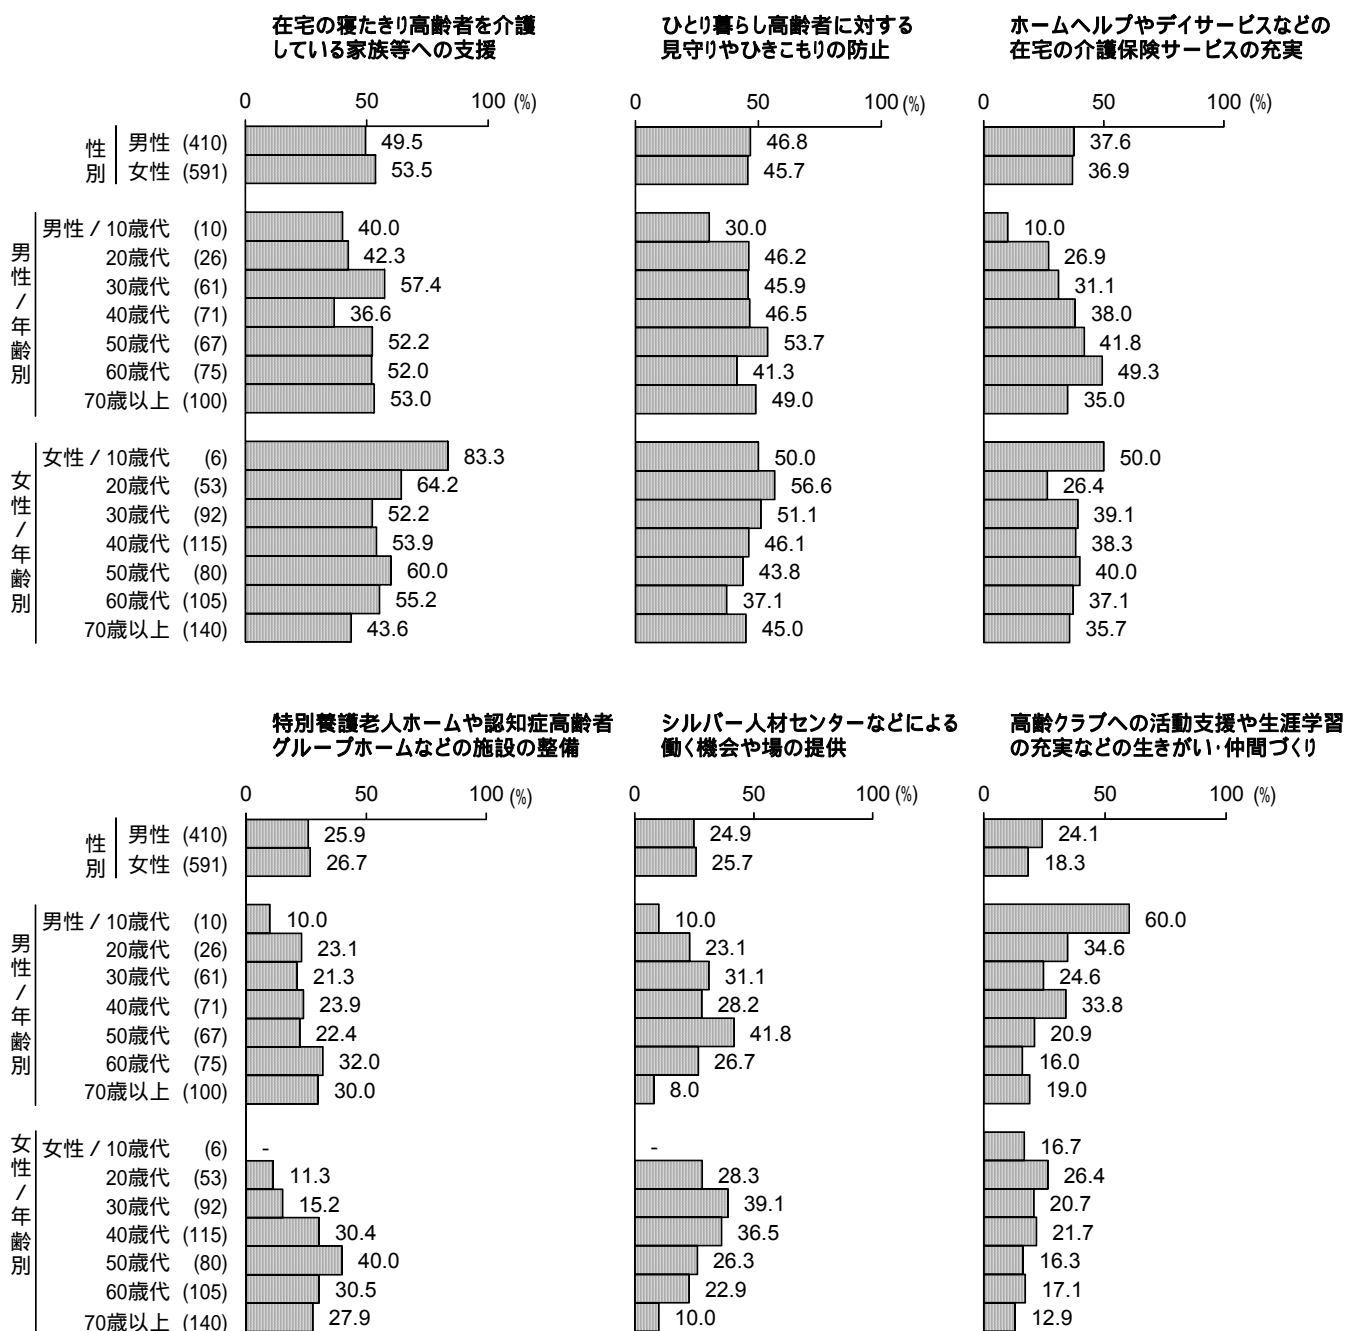 在宅の寝たきり高齢者を介護
している家族等への支援
ひとり暮らし高齢者に対する
見守りやひきこもりの防止
ホームヘルプやデイサービスなどの
在宅の介護保険サービスの充実
0 50 100 (%) 0 50 100 (%) 0 50 100 (%)
性別
男性 (410) 49.5 46.8 37.6
女性 (591) 53.5 45.7 36.9
男性/年齢別
男性/10歳代 (10) 40.0 30.0 10.0
20歳代 (26) 42.3 46.2 26.9
30歳代 (61) 57.4 45.9 31.1
40歳代 (71) 36.6 46.5 38.0
50歳代 (67) 52.2 53.7 41.8
60歳代 (75) 52.0 41.3 49.3
70歳以上 (100) 53.0 49.0 35.0
女性/年齢別
女性/10歳代 (6) 83.3 50.0 50.0
20歳代 (53) 64.2 56.6 26.4
30歳代 (92) 52.2 51.1 39.1
40歳代 (115) 53.9 46.1 38.3
50歳代 (80) 60.0 43.8 40.0
60歳代 (105) 55.2 37.1 37.1
70歳以上 (140) 43.6 45.0 35.7
特別養護老人ホームや認知症高齢者
グループホームなどの施設の整備
シルバー人材センターなどによる
働く機会や場の提供
高齢クラブへの活動支援や生涯学習
の充実などの生きがい・仲間づくり
0 50 100 (%) 0 50 100 (%) 0 50 100 (%)
性別
男性 (410) 25.9 24.9 24.1
女性 (591) 26.7 25.7 18.3
男性/年齢別
男性/10歳代 (10) 10.0 10.0 60.0
20歳代 (26) 23.1 23.1 34.6
30歳代 (61) 21.3 31.1 24.6
40歳代 (71) 23.9 28.2 33.8
50歳代 (67) 22.4 41.8 20.9
60歳代 (75) 32.0 26.7 16.0
70歳以上 (100) 30.0 8.0 19.0
女性/年齢別
女性/10歳代 (6) - - 16.7
20歳代 (53) 11.3 28.3 26.4
30歳代 (92) 15.2 39.1 20.7
40歳代 (115) 30.4 36.5 21.7
50歳代 (80) 40.0 26.3 16.3
60歳代 (105) 30.5 22.9 17.1
70歳以上 (140) 27.9 10.0 12.9